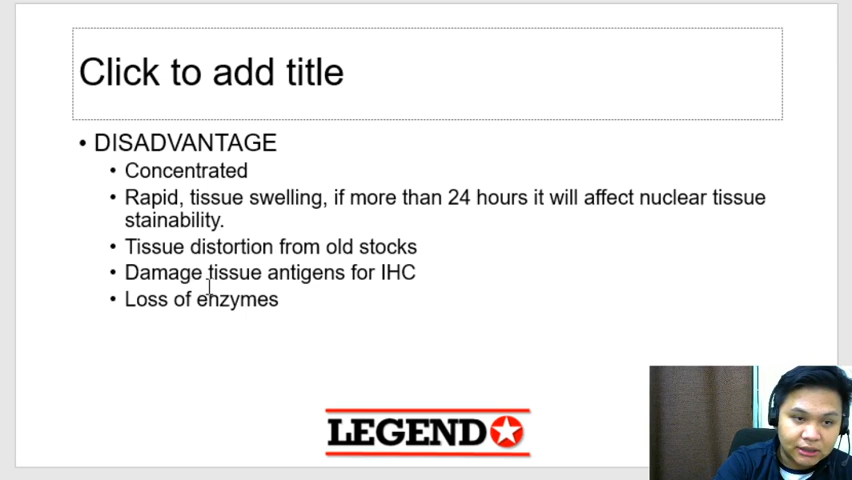 Click to add title
• DISADVANTAGE
• Concentrated
• Rapid, tissue swelling, if more than 24 hours it will affect nuclear tissue
stainability.
• Tissue distortion from old stocks
• Damage tissue antigens for IHC
• Loss of enzymes
LEGEND